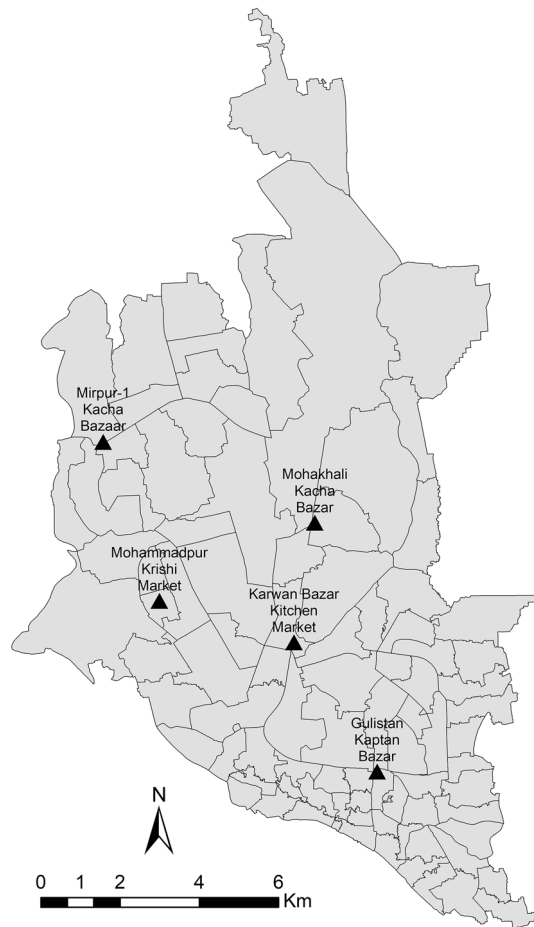 Mirpur-1
Kacha
Bazaar
Mohakhali
Kacha
Bazar
Mohammadpur
Krishi
Market
Karwan Bazar
Kitchen
Market
Gulistan
Kaptan
Bazar
N
0 1 2 4 6
Km